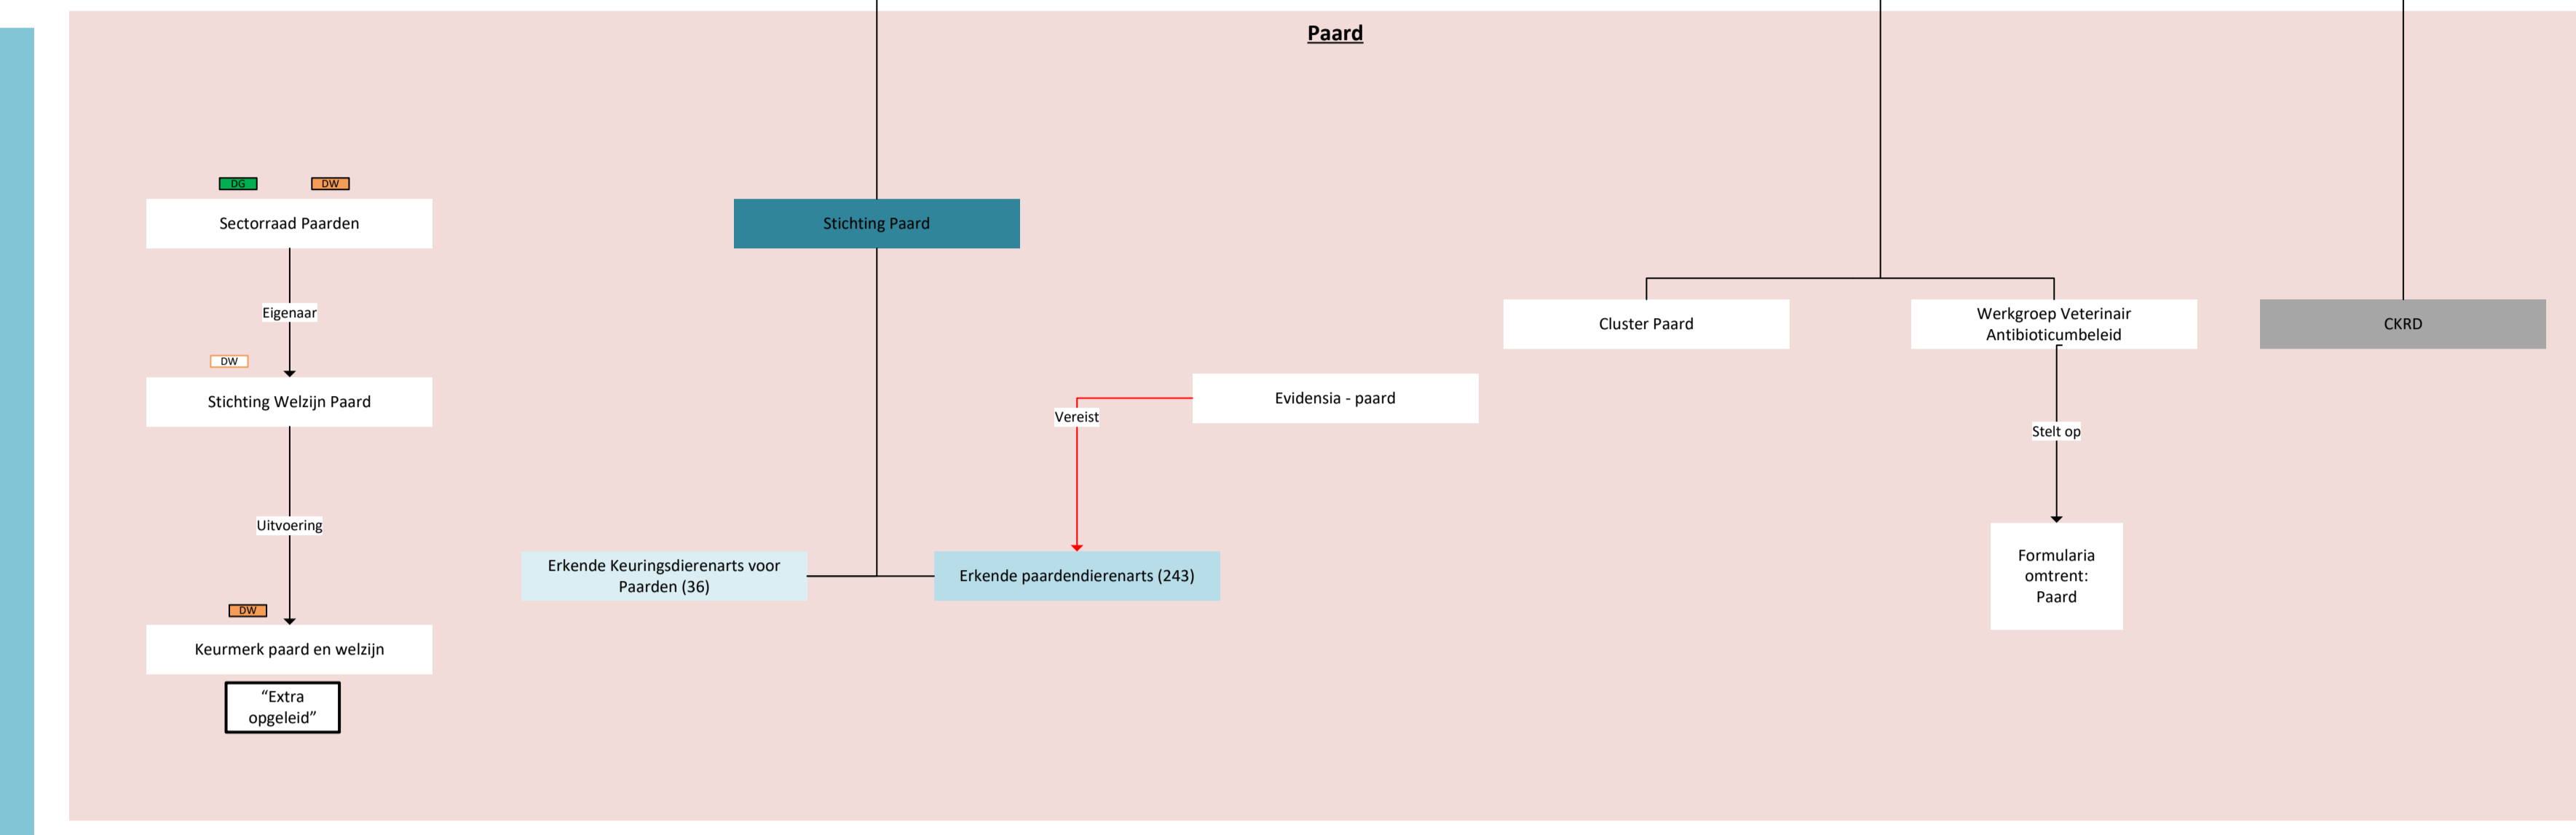 Paard
DG
DW
Sectorraad Paarden
Eigenaar
DW
Stichting Welzijn Paard
Uitvoering
DW
Keurmerk paard en welzijn
“Extra
opgeleid”
Stichting Paard
Evidensia - paard
Vereist
Erkende Keuringsdierenarts voor
Paarden (36)
Erkende paardendierenarts (243)
Cluster Paard
Werkgroep Veterinair
Antibioticumbeleid
Stelt op
Formularia
omtrent:
Paard
CKRD